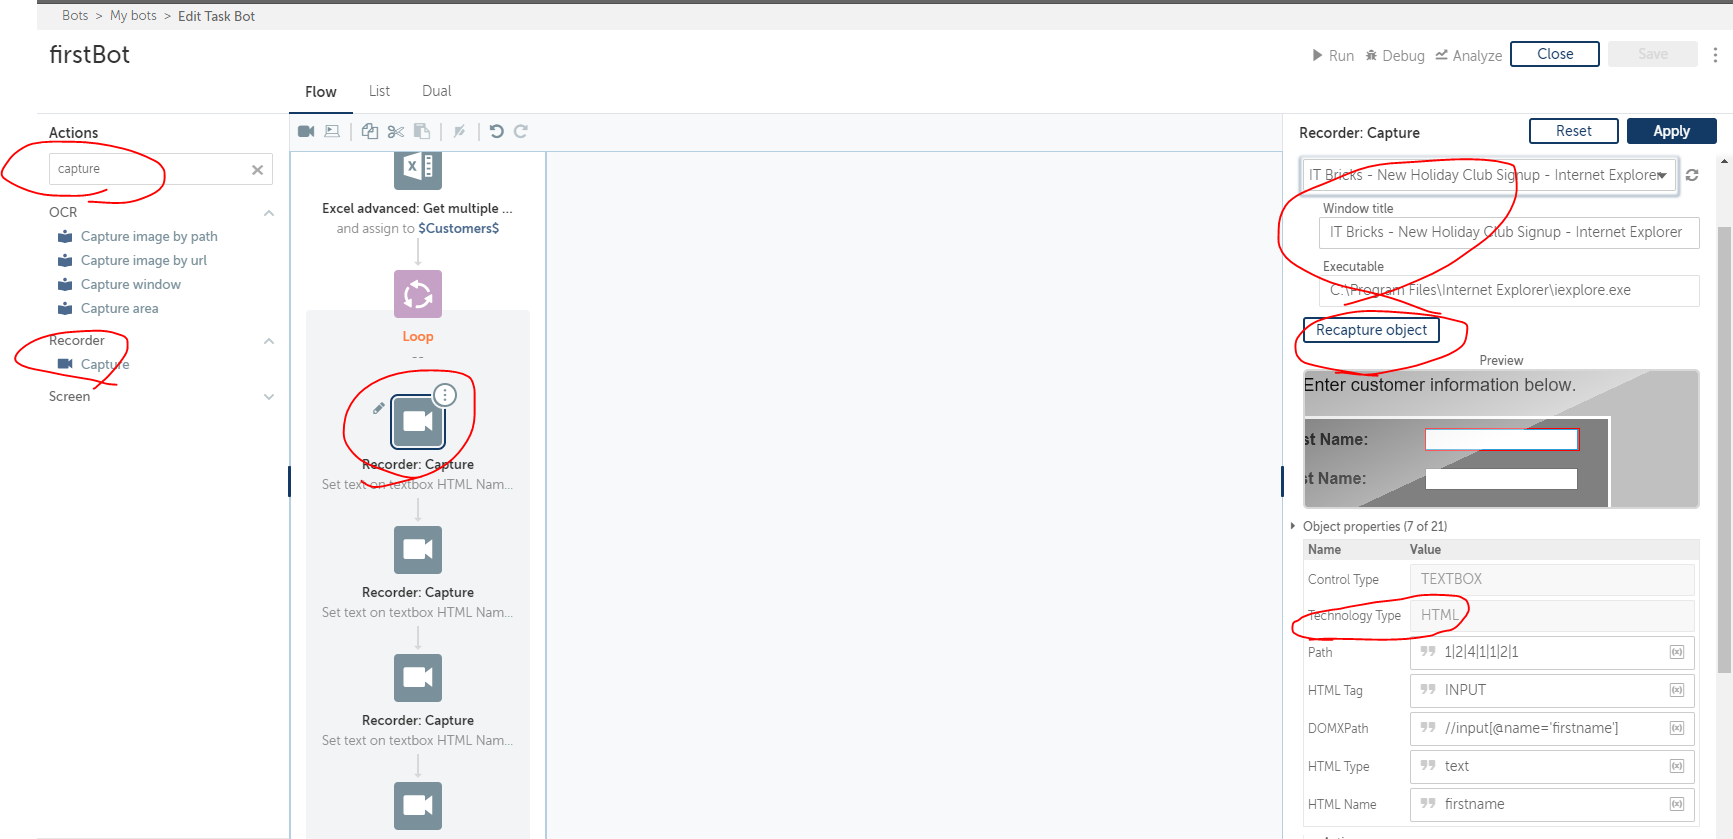 Bots > My bots > Edit Task Bot
firstBot
Run Debug Analyze Close Save
Flow List Dual
Actions
capture
OCR
Capture image by path
Capture image by url
Capture window
Capture area
Recorder
Capture
Screen
Excel advanced: Get multiple ...
and assign to $Customers$
Loop
--
Recorder: Capture
Set text on textbox HTML Nam...
Recorder: Capture
Set text on textbox HTML Nam...
Recorder: Capture
Set text on textbox HTML Nam...
Recorder: Capture
Reset
Apply
IT Bricks - New Holiday Club Signup - Internet Explorer
Window title
IT Bricks - New Holiday Club Signup - Internet Explorer
Executable
C:\Program Files\Internet Explorer\iexplore.exe
Recapture object
Preview
Enter customer information below.
st Name:
st Name:
Object properties (7 of 21)
Name Value
Control Type TEXTBOX
Technology Type HTML
Path 1|2|4|1|1|2|1
HTML Tag INPUT
DOMXPath //input[@name='firstname']
HTML Type text
HTML Name firstname